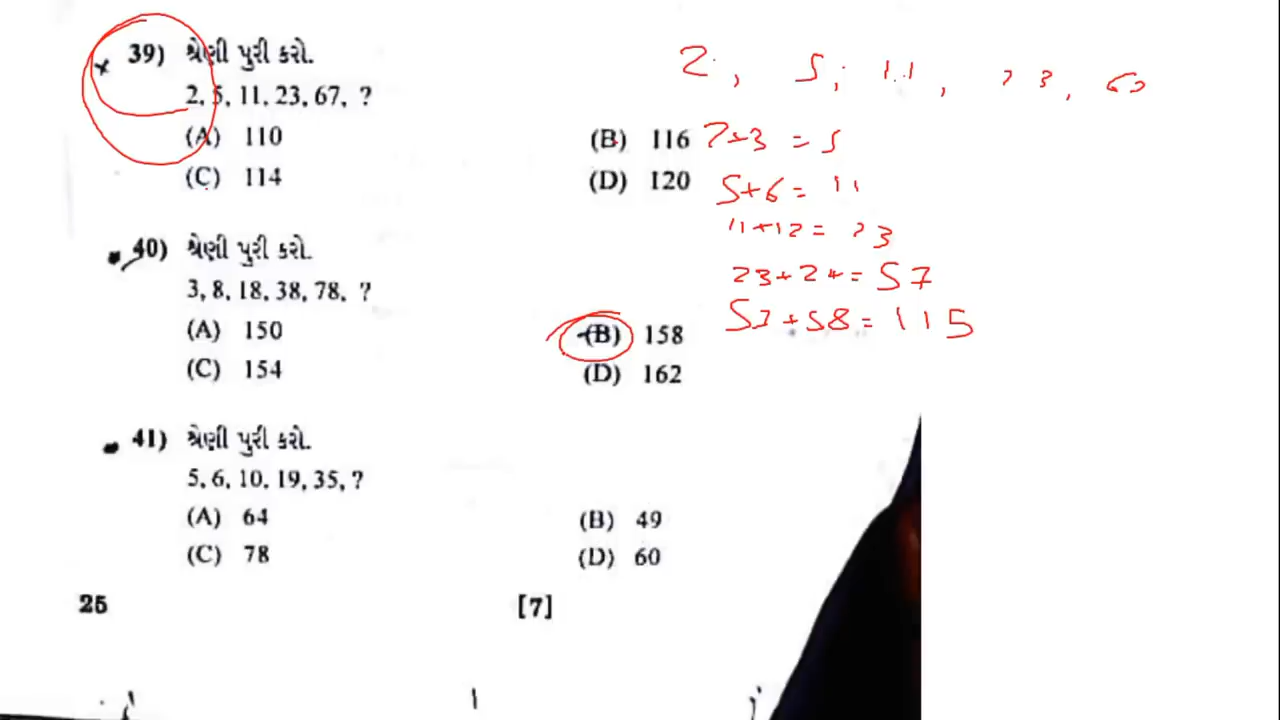 39) શ્રેણી પુરી કરો.
2, 5, 11, 23, 67, ?
(A) 110
(B) 116
(C) 114
(D) 120
40) શ્રેણી પુરી કરો.
3, 8, 18, 38, 78, ?
(A) 150
(B) 158
(C) 154
(D) 162
41) શ્રેણી પુરી કરો.
5, 6, 10, 19, 35, ?
(A) 64
(B) 49
(C) 78
(D) 60
25
[7]
2, 5, 11, 23,
2+3 = 5
5+6 = 11
11+12 = 23
23+24 = 57
57+58 = 115